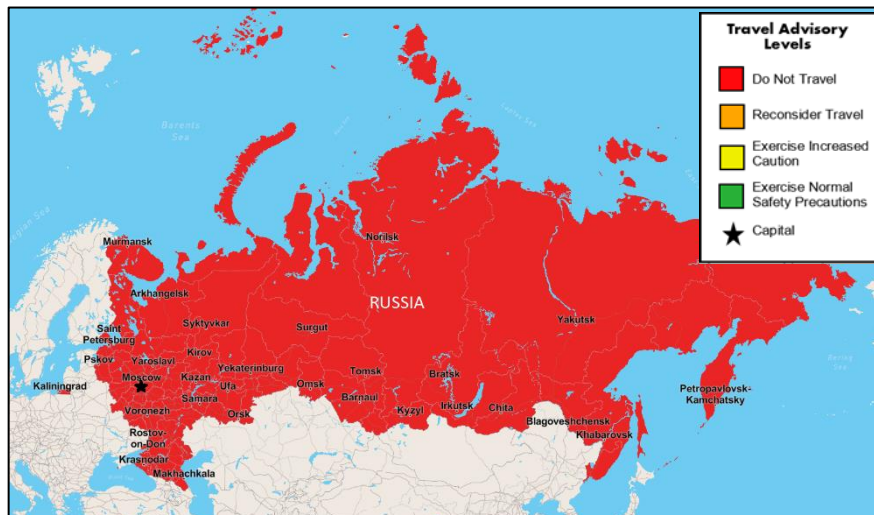 Travel Advisory
Levels
Do Not Travel
Reconsider Travel
Exercise Increased
Caution
Exercise Normal
Safety Precautions
Capital
Barents
Sea
Murmansk
Norilsk
Arkhangelsk
RUSSIA
Syktyvkar
Surgut
Yakutsk
Saint
Petersburg
Pskov
Yaroslavl
Kirov
Yekaterinburg
Kaliningrad
Moscow
Kazan
Ufa
Omsk
Tomsk
Bratsk
Petropavlovsk-
Kamchatsky
Samara
Barnaul
Voronezh
Orsk
Kyzyl
Irkutsk
Chita
Blagoveshchensk
Khabarovsk
Rostov-
on-Don
Krasnodar
Makhachkala
Bering
Sea